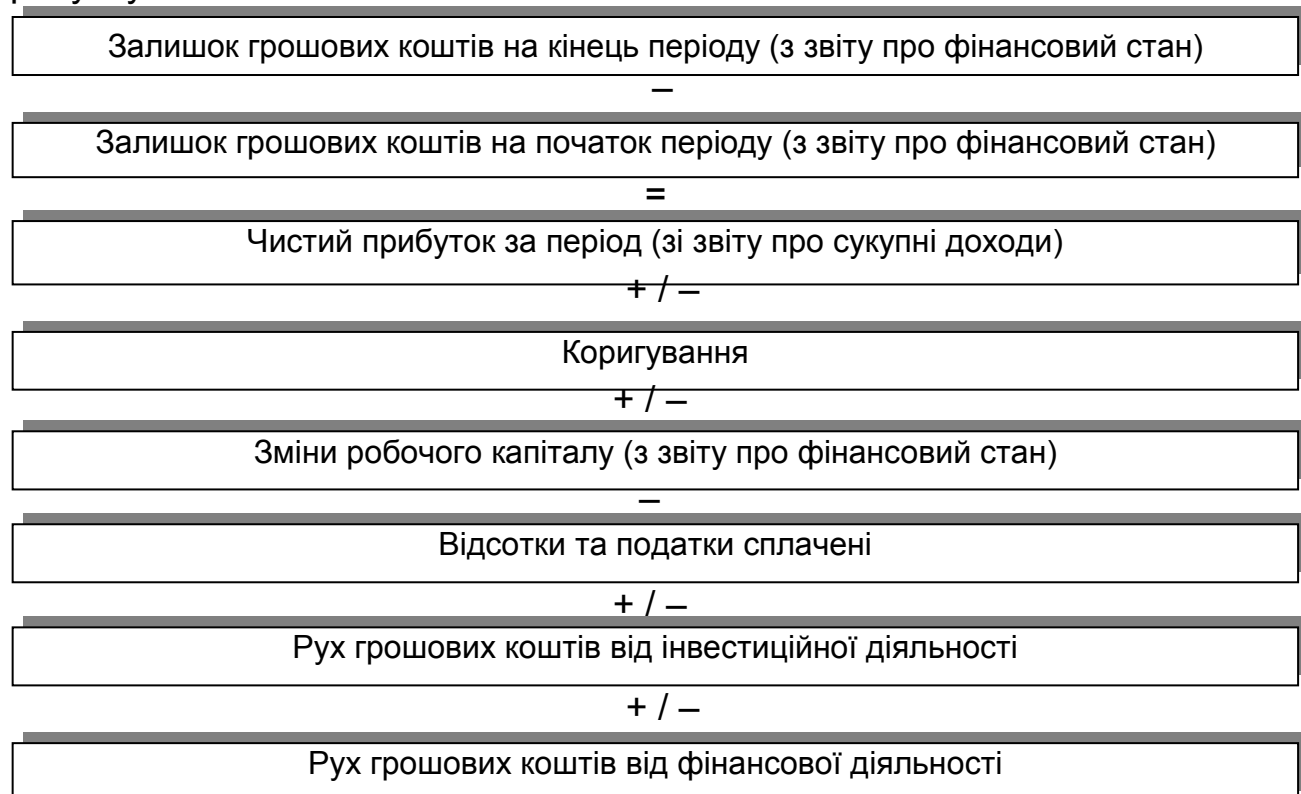 Залишок грошових коштів на кінець періоду (з звіту про фінансовий стан)
–
Залишок грошових коштів на початок періоду (з звіту про фінансовий стан)
=
Чистий прибуток за період (зі звіту про сукупні доходи)
+ / –
Коригування
+ / –
Зміни робочого капіталу (з звіту про фінансовий стан)
–
Відсотки та податки сплачені
+ / –
Рух грошових коштів від інвестиційної діяльності
+ / –
Рух грошових коштів від фінансової діяльності